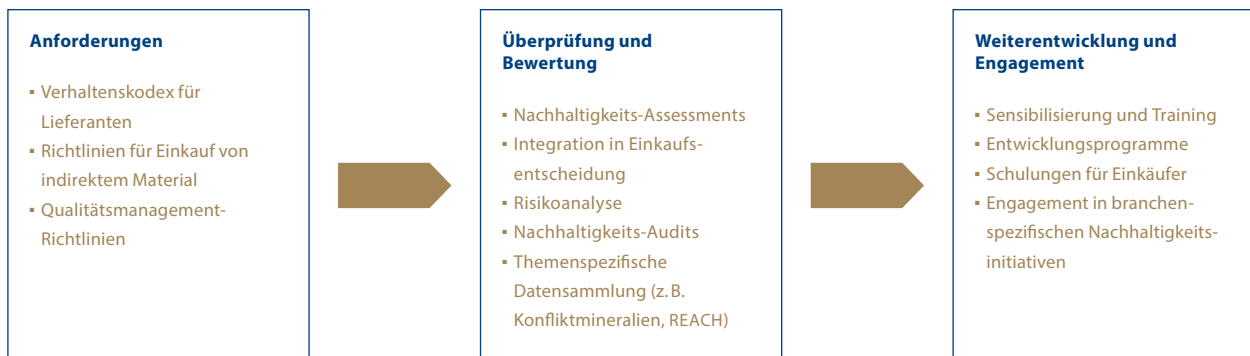 Anforderungen
▪ Verhaltenskodex für
Lieferanten
▪ Richtlinien für Einkauf von
indirektem Material
▪ Qualitätsmanagement-
Richtlinien
Überprüfung und
Bewertung
▪ Nachhaltigkeits-Assessments
▪ Integration in Einkaufs-
entscheidung
▪ Risikoanalyse
▪ Nachhaltigkeits-Audits
▪ Themenspezifische
Datensammlung (z. B.
Konfliktmineralien, REACH)
Weiterentwicklung und
Engagement
▪ Sensibilisierung und Training
▪ Entwicklungsprogramme
▪ Schulungen für Einkäufer
▪ Engagement in branchen-
spezifischen Nachhaltigkeits-
initiativen